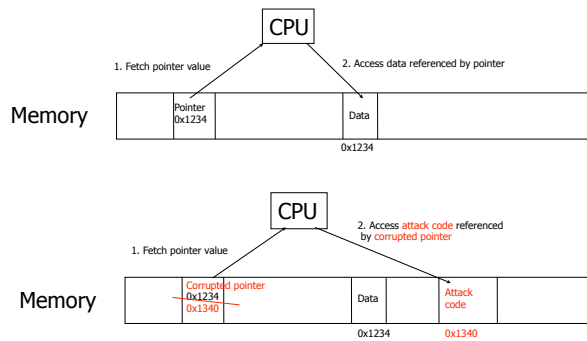 CPU
1. Fetch pointer value
2. Access data referenced by pointer
Memory
Pointer
0x1234
Data
0x1234
CPU
2. Access attack code referenced
by corrupted pointer
1. Fetch pointer value
Memory
Corrupted pointer
0x1234
0x1340
Data
Attack
code
0x1234
0x1340